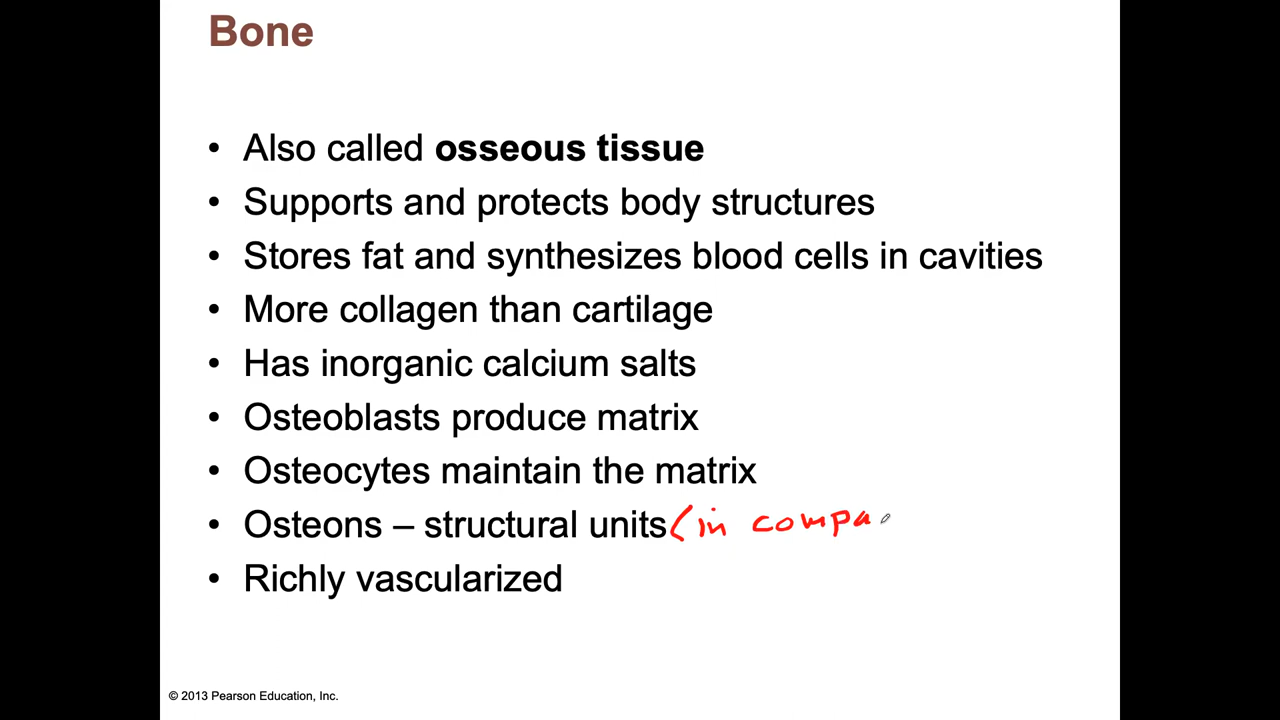 Bone
• Also called osseous tissue
• Supports and protects body structures
• Stores fat and synthesizes blood cells in cavities
• More collagen than cartilage
• Has inorganic calcium salts
• Osteoblasts produce matrix
• Osteocytes maintain the matrix
• Osteons – structural units (in compa
• Richly vascularized
© 2013 Pearson Education, Inc.